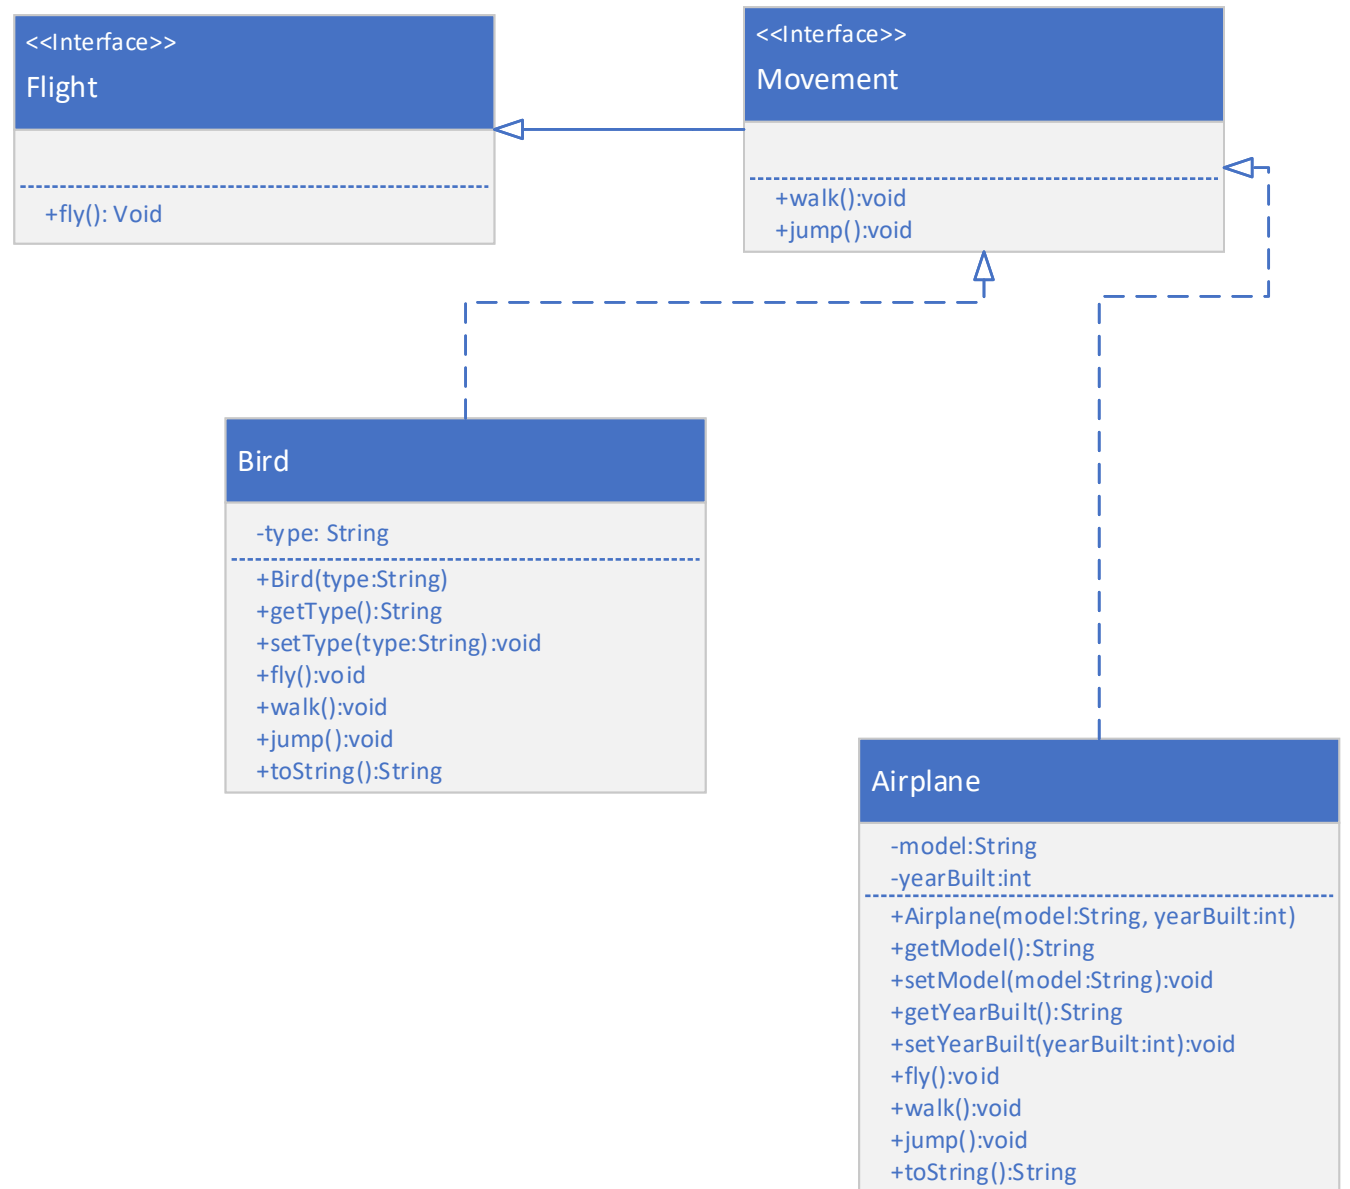 <<Interface>>
Flight
+fly(): Void
<<Interface>>
Movement
+walk():void
+jump():void
Bird
-type: String
+Bird(type:String)
+getType():String
+setType(type:String):void
+fly():void
+walk():void
+jump():void
+toString():String
Airplane
-model:String
-yearBuilt:int
+Airplane(model:String, yearBuilt:int)
+getModel():String
+setModel(model:String):void
+getYearBuilt():String
+setYearBuilt(yearBuilt:int):void
+fly():void
+walk():void
+jump():void
+toString():String